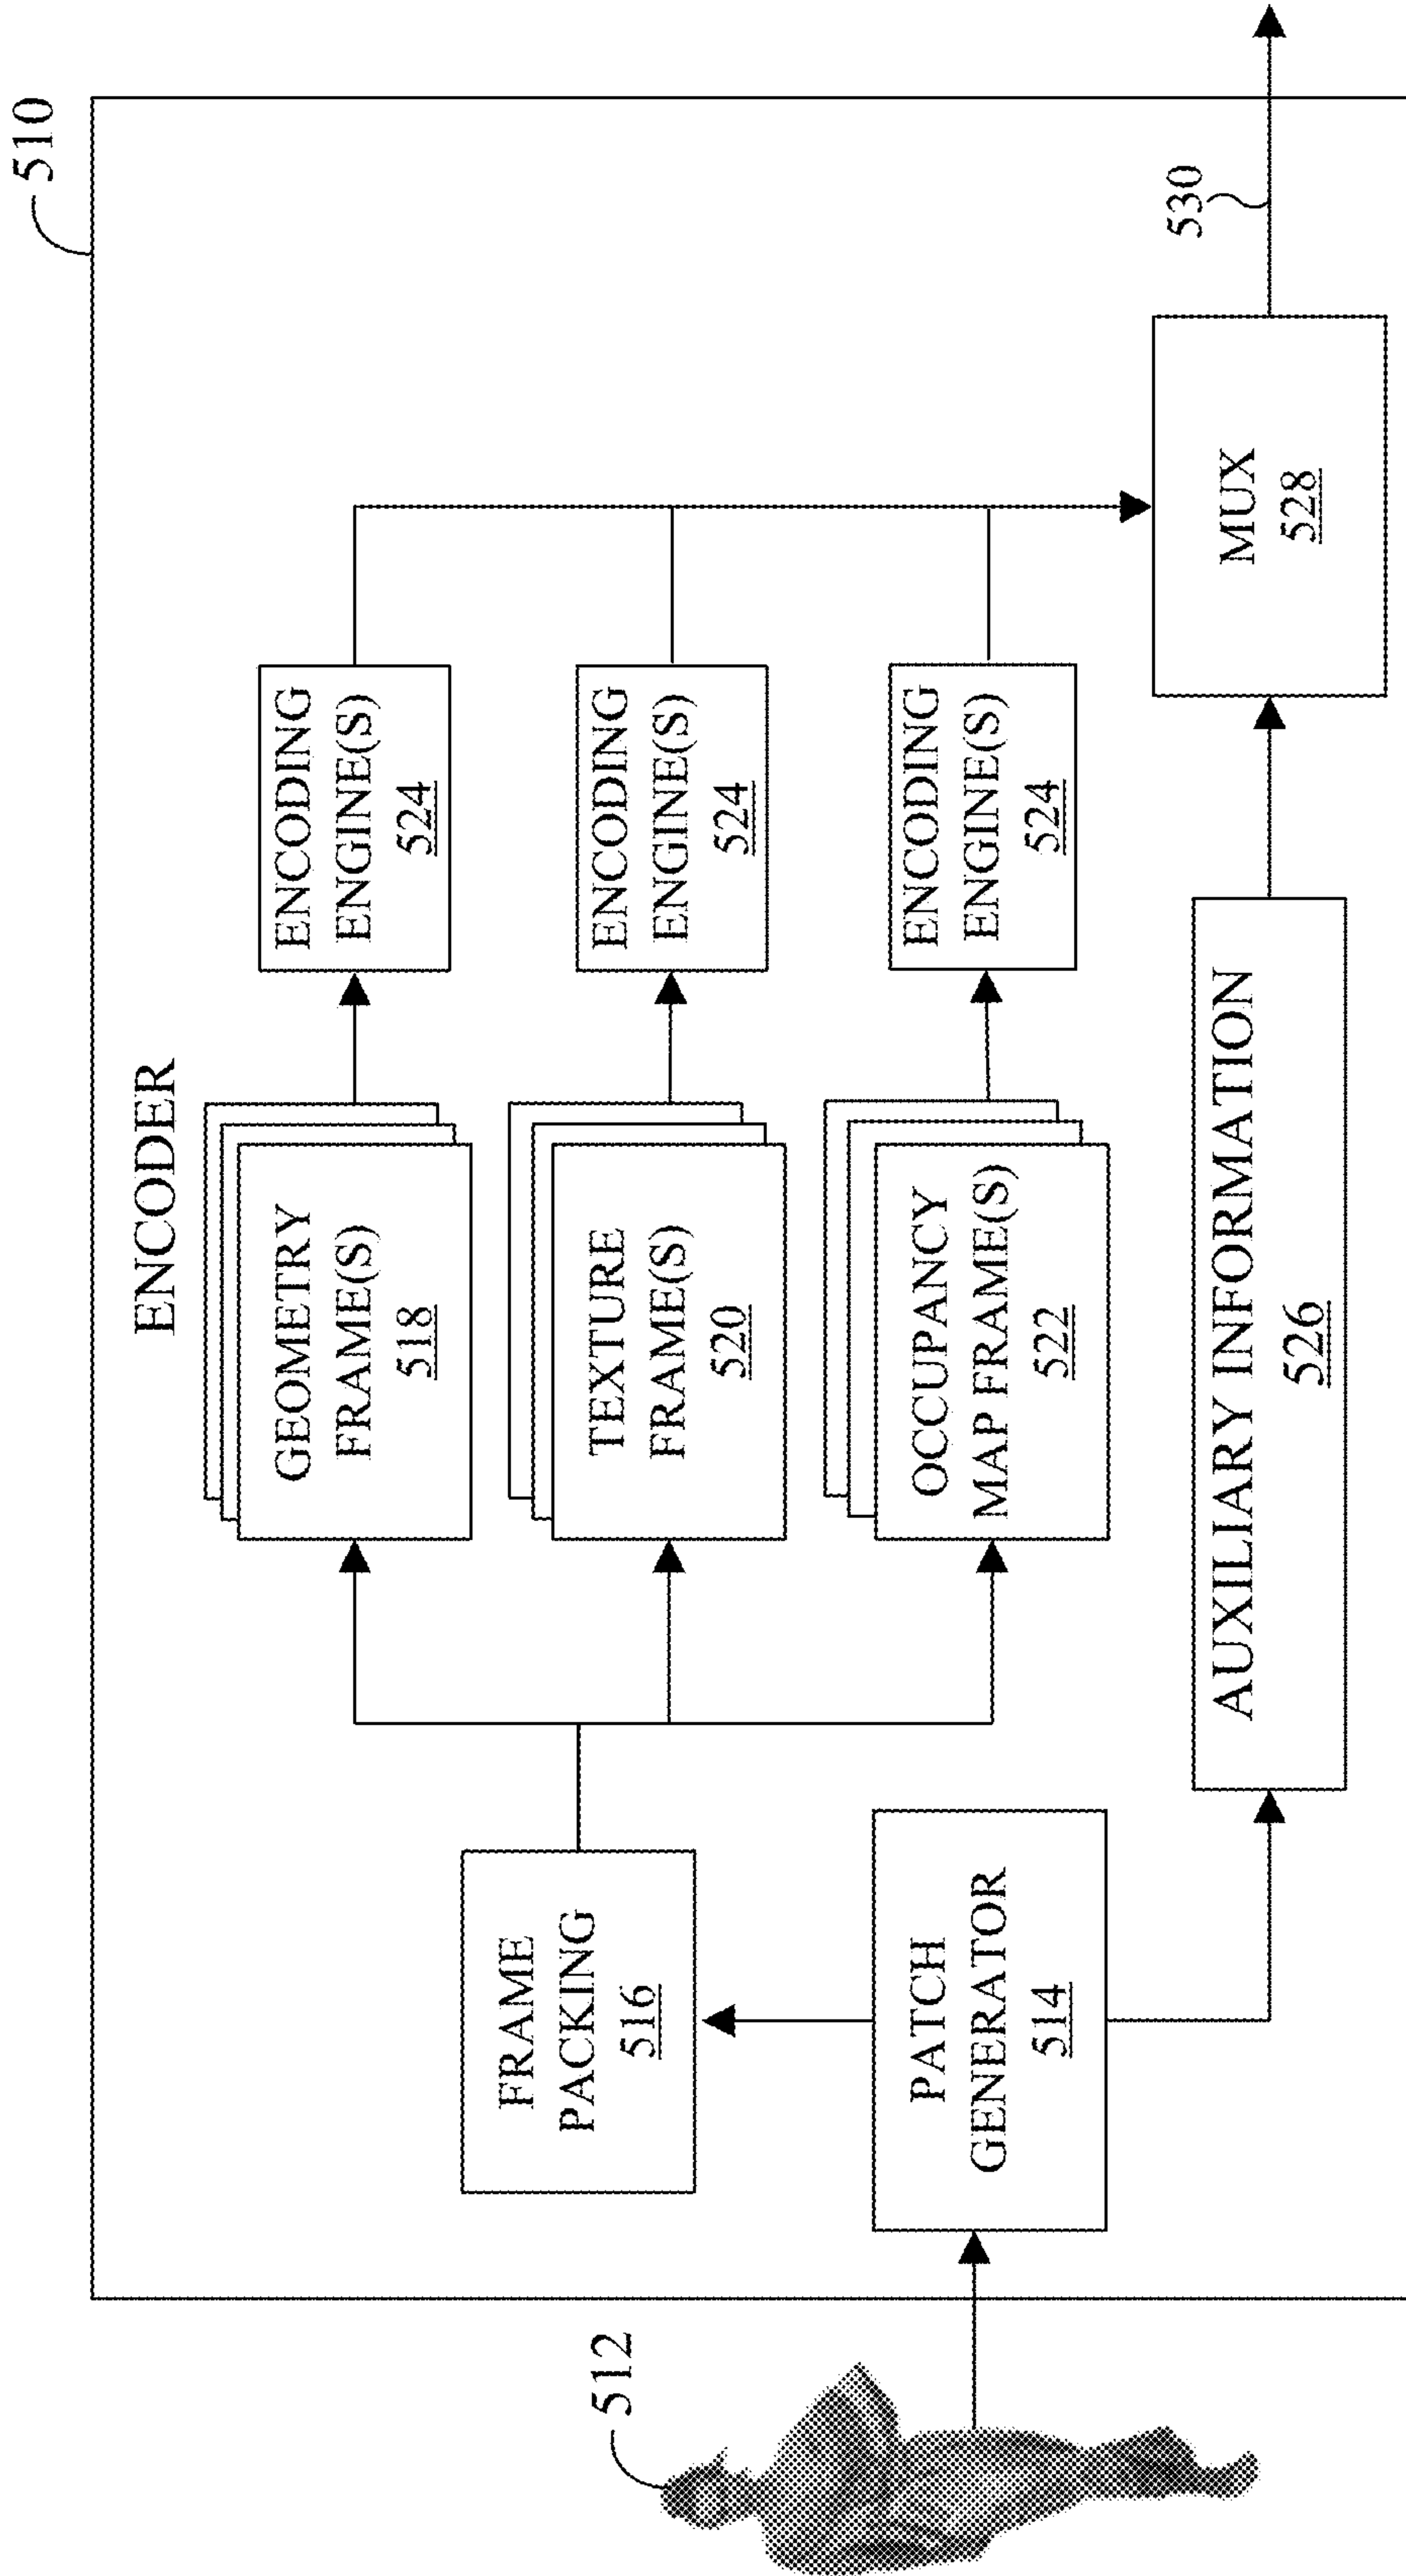 510
ENCODER
512
FRAME
PACKING
516
PATCH
GENERATOR
514
GEOMETRY
FRAME(S)
518
TEXTURE
FRAME(S)
520
OCCUPANCY
MAP FRAME(S)
522
ENCODING
ENGINE(S)
524
ENCODING
ENGINE(S)
524
ENCODING
ENGINE(S)
524
AUXILIARY INFORMATION
526
MUX
528
530